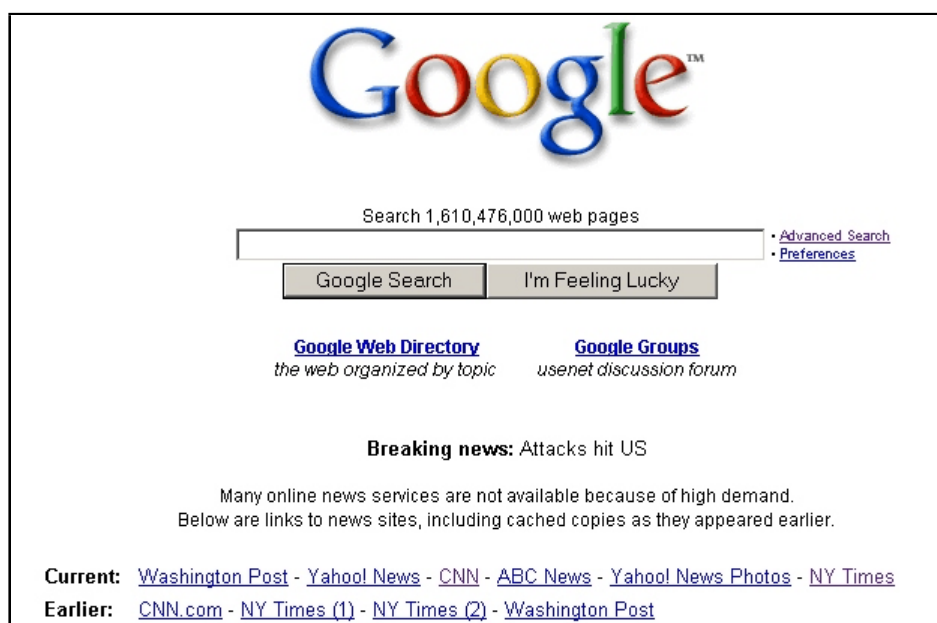 Google™
Search 1,610,476,000 web pages
• Advanced Search
• Preferences
Google Search I'm Feeling Lucky
Google Web Directory Google Groups
the web organized by topic usenet discussion forum
Breaking news: Attacks hit US
Many online news services are not available because of high demand.
Below are links to news sites, including cached copies as they appeared earlier.
Current: Washington Post - Yahoo! News - CNN - ABC News - Yahoo! News Photos - NY Times
Earlier: CNN.com - NY Times (1) - NY Times (2) - Washington Post